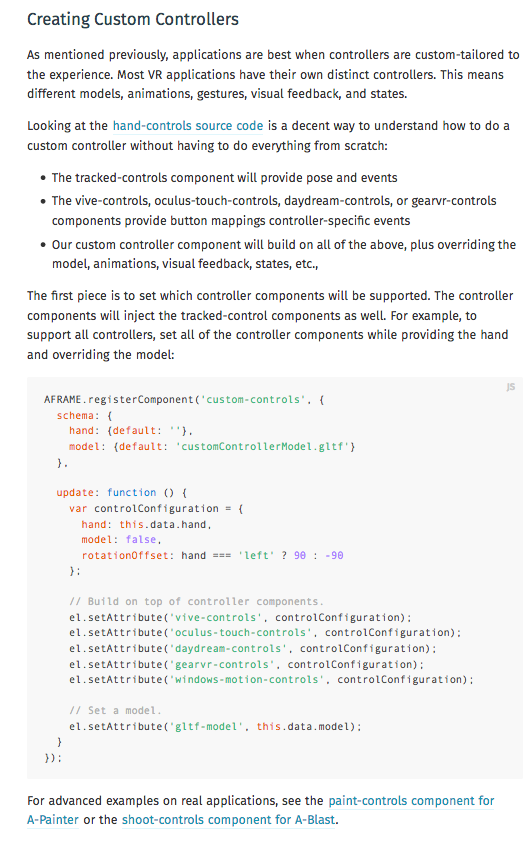 Creating Custom Controllers
As mentioned previously, applications are best when controllers are custom-tailored to
the experience. Most VR applications have their own distinct controllers. This means
different models, animations, gestures, visual feedback, and states.
Looking at the hand-controls source code is a decent way to understand how to do a
custom controller without having to do everything from scratch:
• The tracked-controls component will provide pose and events
• The vive-controls, oculus-touch-controls, daydream-controls, or gearvr-controls
components provide button mappings controller-specific events
• Our custom controller component will build on all of the above, plus overriding the
model, animations, visual feedback, states, etc.,
The first piece is to set which controller components will be supported. The controller
components will inject the tracked-control components as well. For example, to
support all controllers, set all of the controller components while providing the hand
and overriding the model:
JS
AFRAME.registerComponent('custom-controls', {
  schema: {
    hand: {default: ''},
    model: {default: 'customControllerModel.gltf'}
  },
  update: function () {
    var controlConfiguration = {
      hand: this.data.hand,
      model: false,
      rotationOffset: hand === 'left' ? 90 : -90
    };
    // Build on top of controller components.
    el.setAttribute('vive-controls', controlConfiguration);
    el.setAttribute('oculus-touch-controls', controlConfiguration);
    el.setAttribute('daydream-controls', controlConfiguration);
    el.setAttribute('gearvr-controls', controlConfiguration);
    el.setAttribute('windows-motion-controls', controlConfiguration);
    // Set a model.
    el.setAttribute('gltf-model', this.data.model);
  }
});
For advanced examples on real applications, see the paint-controls component for
A-Painter or the shoot-controls component for A-Blast.